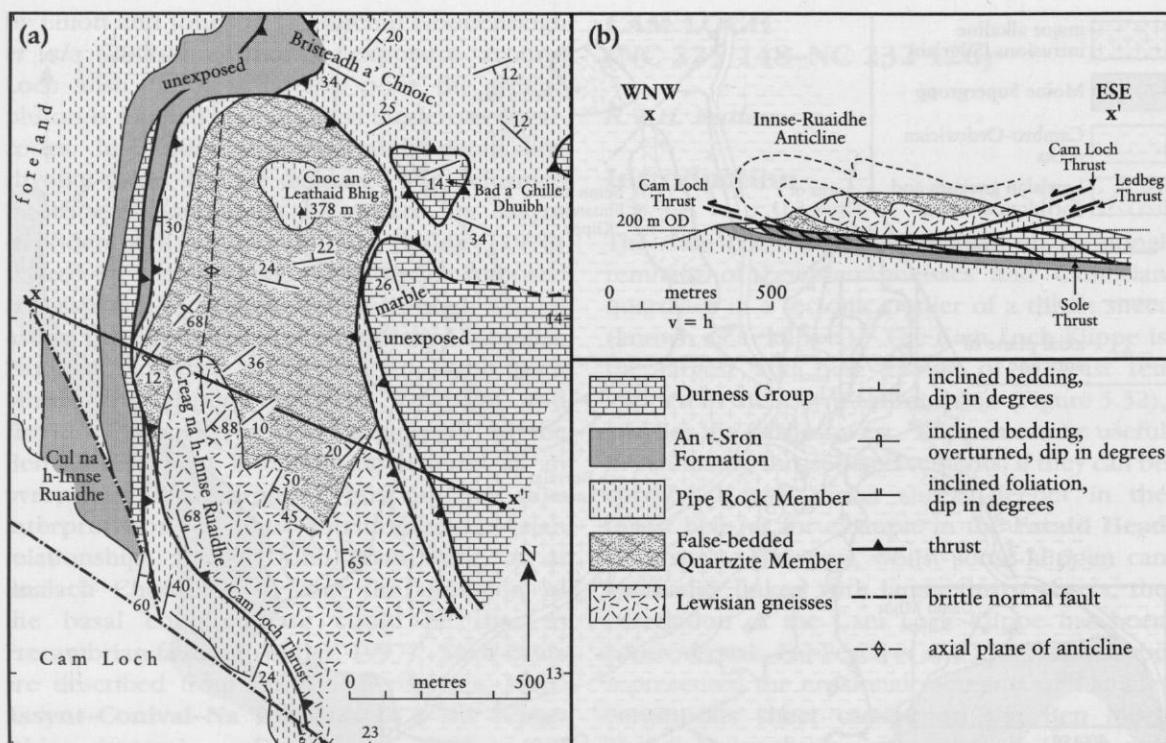 (a)
foreland
unexposed
Bristeadh a' Chnoic
20
34
25
12
12
Cnoc an
Leathaid Bhig
378 m
14
Bad a' Ghille
Dhuibh
30
22
24
34
26
marble
unexposed
14
68
x
12
36
Creag na h-Innse Ruaidhe
88
10
20
x'
Cul na
h-Innse
Ruaidhe
50
45
68
65
40
60
Cam Loch Thrust
24
23
Cam Loch
N
0 metres 500
13
(b)
WNW
x
ESE
x'
Innse-Ruaidhe
Anticline
Cam Loch
Thrust
Cam Loch
Thrust
Ledbeg
Thrust
200 m OD
0 metres 500
v = h
Sole
Thrust
Durness Group
An t-Sron
Formation
Pipe Rock Member
False-bedded
Quartzite Member
Lewisian gneisses
inclined bedding,
dip in degrees
inclined bedding,
overturned, dip in degrees
inclined foliation,
dip in degrees
thrust
brittle normal fault
axial plane of anticline